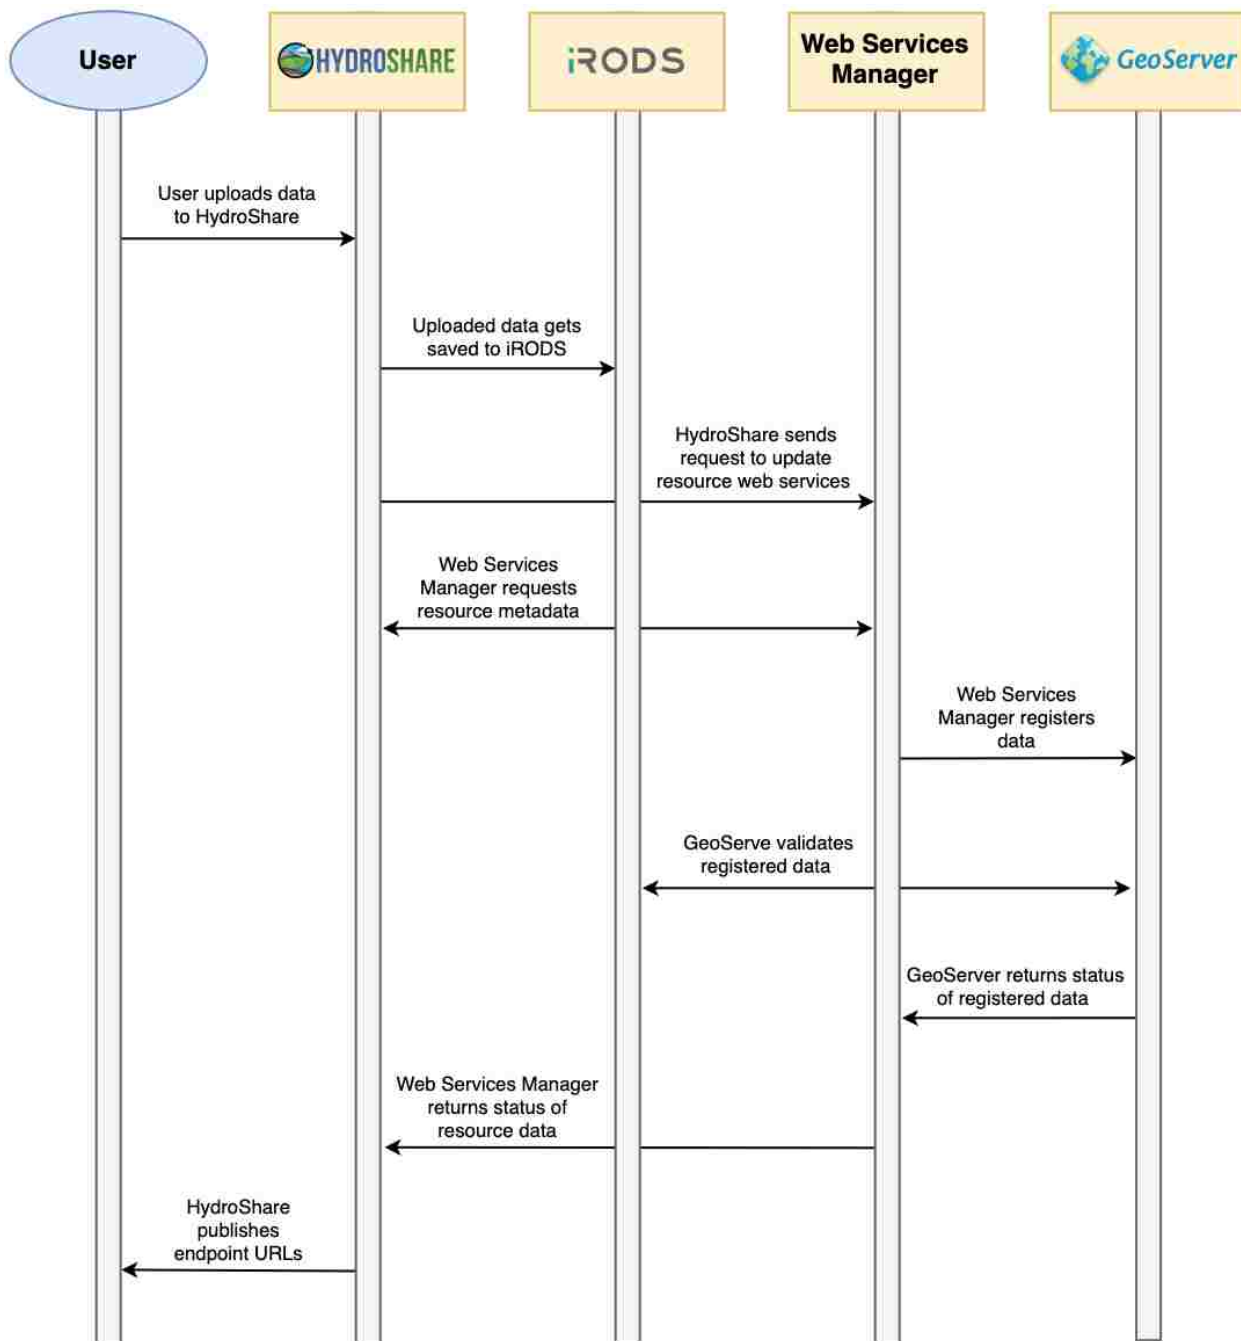 User
HYDROSHARE
iRODS
Web Services
Manager
GeoServer
User uploads data
to HydroShare
Uploaded data gets
saved to iRODS
HydroShare sends
request to update
resource web services
Web Services
Manager requests
resource metadata
Web Services
Manager registers
data
GeoServe validates
registered data
GeoServer returns status
of registered data
Web Services Manager
returns status of
resource data
HydroShare
publishes
endpoint URLs